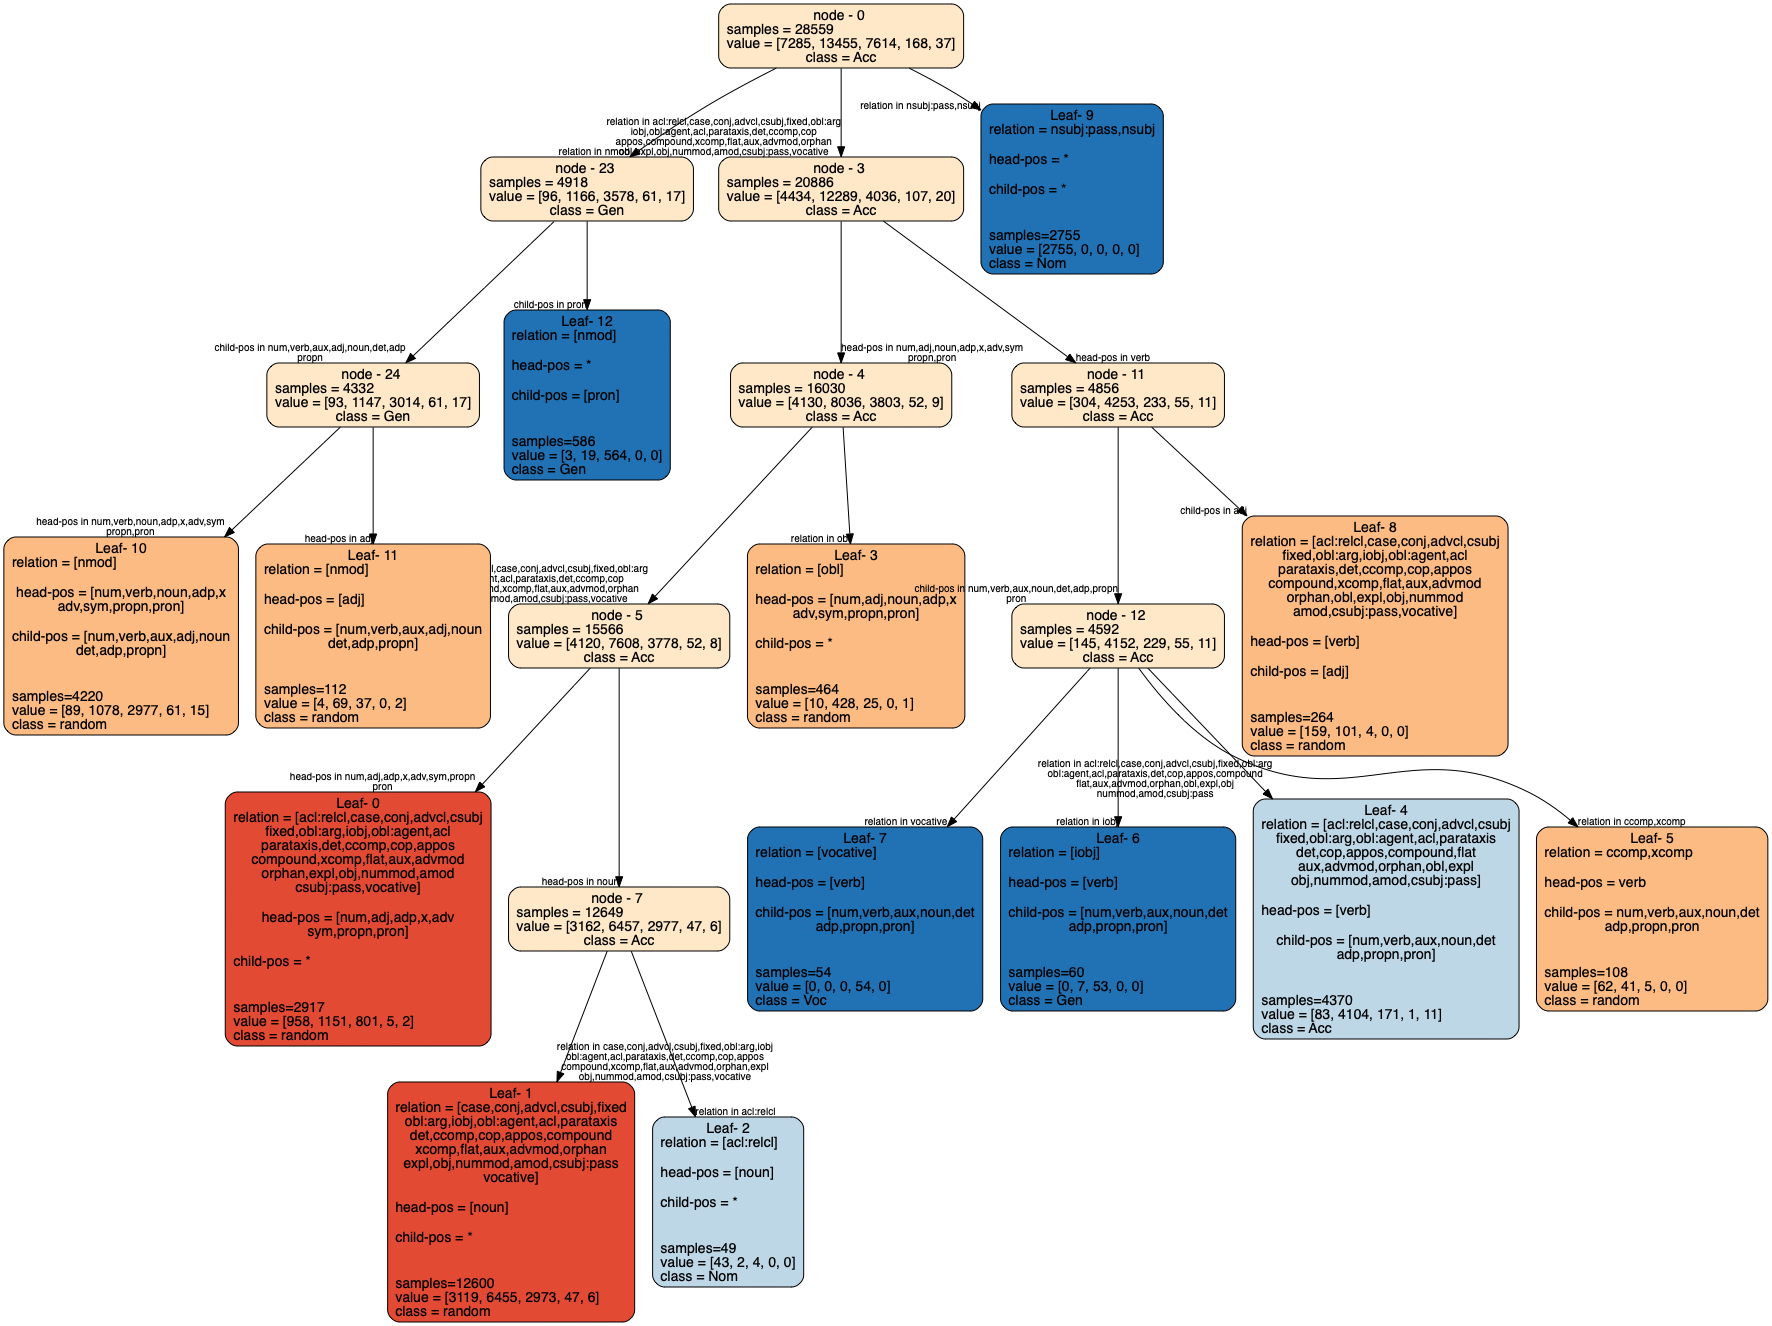 node - 0
samples = 28559
value = [7285, 13455, 7614, 168, 37]
class = Acc
relation in nsubj:pass,nsubj
relation in acl:relcl,case,conj,advcl,csubj,fixed,obl:arg
iobj,obl:agent,acl,parataxis,det,ccomp,cop
appos,compound,xcomp,flat,aux,advmod,orphan
obl,expl,obj,nummod,amod,csubj:pass,vocative
relation in nmod
Leaf- 9
relation = nsubj:pass,nsubj
head-pos = *
child-pos = *
samples=2755
value = [2755, 0, 0, 0, 0]
class = Nom
node - 23
samples = 4918
value = [96, 1166, 3578, 61, 17]
class = Gen
node - 3
samples = 20886
value = [4434, 12289, 4036, 107, 20]
class = Acc
child-pos in pron
Leaf- 12
relation = [nmod]
head-pos = *
child-pos = [pron]
samples=586
value = [3, 19, 564, 0, 0]
class = Gen
child-pos in num,verb,aux,adj,noun,det,adp
propn
node - 24
samples = 4332
value = [93, 1147, 3014, 61, 17]
class = Gen
head-pos in num,adj,noun,adp,x,adv,sym
propn,pron
node - 4
samples = 16030
value = [4130, 8036, 3803, 52, 9]
class = Acc
head-pos in verb
node - 11
samples = 4856
value = [304, 4253, 233, 55, 11]
class = Acc
head-pos in num,verb,noun,adp,x,adv,sym
propn,pron
Leaf- 10
relation = [nmod]
head-pos = [num,verb,noun,adp,x
adv,sym,propn,pron]
child-pos = [num,verb,aux,adj,noun
det,adp,propn]
samples=4220
value = [89, 1078, 2977, 61, 15]
class = random
head-pos in adj
Leaf- 11
relation = [nmod]
head-pos = [adj]
child-pos = [num,verb,aux,adj,noun
det,adp,propn]
samples=112
value = [4, 69, 37, 0, 2]
class = random
l,case,conj,advcl,csubj,fixed,obl:arg
nt,acl,parataxis,det,ccomp,cop
nd,xcomp,flat,aux,advmod,orphan
mod,amod,csubj:pass,vocative
node - 5
samples = 15566
value = [4120, 7608, 3778, 52, 8]
class = Acc
relation in obl
Leaf- 3
relation = [obl]
head-pos = [num,adj,noun,adp,x
adv,sym,propn,pron]
child-pos = *
samples=464
value = [10, 428, 25, 0, 1]
class = random
child-pos in num,verb,aux,noun,det,adp,propn
pron
node - 12
samples = 4592
value = [145, 4152, 229, 55, 11]
class = Acc
child-pos in adj
Leaf- 8
relation = [acl:relcl,case,conj,advcl,csubj
fixed,obl:arg,iobj,obl:agent,acl
parataxis,det,ccomp,cop,appos
compound,xcomp,flat,aux,advmod
orphan,obl,expl,obj,nummod
amod,csubj:pass,vocative]
head-pos = [verb]
child-pos = [adj]
samples=264
value = [159, 101, 4, 0, 0]
class = random
head-pos in num,adj,adp,x,adv,sym,propn
pron
Leaf- 0
relation = [acl:relcl,case,conj,advcl,csubj
fixed,obl:arg,iobj,obl:agent,acl
parataxis,det,ccomp,cop,appos
compound,xcomp,flat,aux,advmod
orphan,expl,obj,nummod,amod
csubj:pass,vocative]
head-pos = [num,adj,adp,x,adv
sym,propn,pron]
child-pos = *
samples=2917
value = [958, 1151, 801, 5, 2]
class = random
head-pos in noun
node - 7
samples = 12649
value = [3162, 6457, 2977, 47, 6]
class = Acc
relation in vocative
Leaf- 7
relation = [vocative]
head-pos = [verb]
child-pos = [num,verb,aux,noun,det
adp,propn,pron]
samples=54
value = [0, 0, 0, 54, 0]
class = Voc
relation in iobj
Leaf- 6
relation = [iobj]
head-pos = [verb]
child-pos = [num,verb,aux,noun,det
adp,propn,pron]
samples=60
value = [0, 7, 53, 0, 0]
class = Gen
relation in acl:relcl,case,conj,advcl,csubj,fixed,obl:arg
obl:agent,acl,parataxis,det,cop,appos,compound
flat,aux,advmod,orphan,obl,expl,obj
nummod,amod,csubj:pass
Leaf- 4
relation = [acl:relcl,case,conj,advcl,csubj
fixed,obl:arg,obl:agent,acl,parataxis
det,cop,appos,compound,flat
aux,advmod,orphan,obl,expl
obj,nummod,amod,csubj:pass]
head-pos = [verb]
child-pos = [num,verb,aux,noun,det
adp,propn,pron]
samples=4370
value = [83, 4104, 171, 1, 11]
class = Acc
relation in ccomp,xcomp
Leaf- 5
relation = ccomp,xcomp
head-pos = verb
child-pos = num,verb,aux,noun,det
adp,propn,pron
samples=108
value = [62, 41, 5, 0, 0]
class = random
relation in case,conj,advcl,csubj,fixed,obl:arg,iobj
obl:agent,acl,parataxis,det,ccomp,cop,appos
compound,xcomp,flat,aux,advmod,orphan,expl
obj,nummod,amod,csubj:pass,vocative
Leaf- 1
relation = [case,conj,advcl,csubj,fixed
obl:arg,iobj,obl:agent,acl,parataxis
det,ccomp,cop,appos,compound
xcomp,flat,aux,advmod,orphan
expl,obj,nummod,amod,csubj:pass
vocative]
head-pos = [noun]
child-pos = *
samples=12600
value = [3119, 6455, 2973, 47, 6]
class = random
relation in acl:relcl
Leaf- 2
relation = [acl:relcl]
head-pos = [noun]
child-pos = *
samples=49
value = [43, 2, 4, 0, 0]
class = Nom